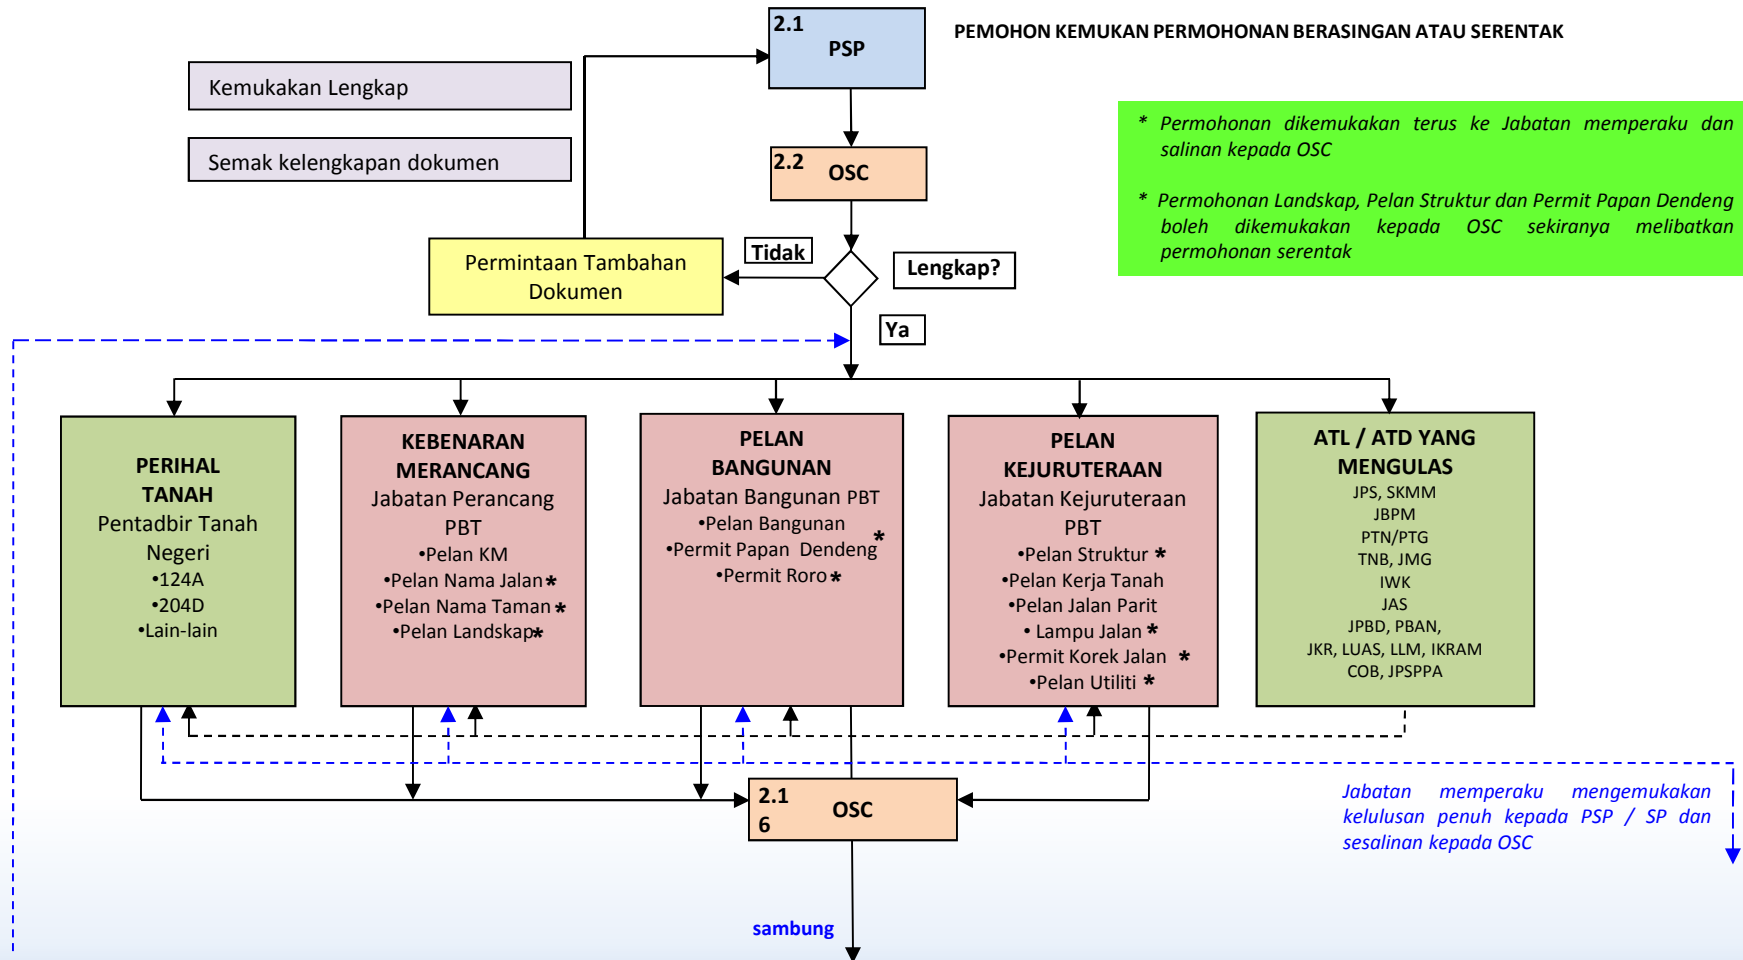 2.1
PSP
PEMOHON KEMUKAN PERMOHONAN BERASINGAN ATAU SERENTAK
Kemukakan Lengkap
Semak kelengkapan dokumen
* Permohonan dikemukakan terus ke Jabatan memperaku dan
salinan kepada OSC
* Permohonan Landskap, Pelan Struktur dan Permit Papan Dendeng
boleh dikemukakan kepada OSC sekiranya melibatkan
permohonan serentak
2.2
OSC
Permintaan Tambahan
Dokumen
Tidak
Lengkap?
Ya
PERIHAL
TANAH
Pentadbir Tanah
Negeri
•124A
•204D
•Lain-lain
KEBENARAN
MERANCANG
Jabatan Perancang
PBT
•Pelan KM
•Pelan Nama Jalan*
•Pelan Nama Taman*
•Pelan Landskap*
PELAN
BANGUNAN
Jabatan Bangunan PBT
•Pelan Bangunan
•Permit Papan Dendeng*
•Permit Roro*
PELAN
KEJURUTERAAN
Jabatan Kejuruteraan
PBT
•Pelan Struktur *
•Pelan Kerja Tanah
•Pelan Jalan Parit
• Lampu Jalan *
•Permit Korek Jalan *
•Pelan Utiliti *
ATL / ATD YANG
MENGULAS
JPS, SKMM
JBPM
PTN/PTG
TNB, JMG
IWK
JAS
JPBD, PBAN,
JKR, LUAS, LLM, IKRAM
COB, JPSPPA
2.1
6
OSC
Jabatan memperaku mengemukakan
kelulusan penuh kepada PSP / SP dan
sesalinan kepada OSC
sambung